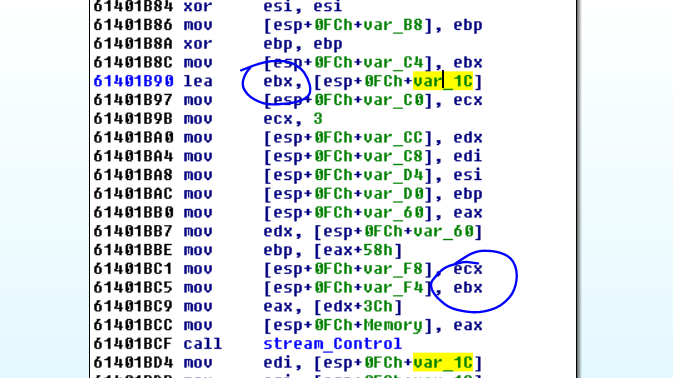 61401B84 xor esi, esi
61401B86 mov [esp+0FCh+var_B8], ebp
61401B8A xor ebp, ebp
61401B8C mov [esp+0FCh+var_C4], ebx
61401B90 lea ebx, [esp+0FCh+var_1C]
61401B97 mov [esp+0FCh+var_C0], ecx
61401B9B mov ecx, 3
61401BA0 mov [esp+0FCh+var_CC], edx
61401BA4 mov [esp+0FCh+var_C8], edi
61401BA8 mov [esp+0FCh+var_D4], esi
61401BAC mov [esp+0FCh+var_D0], ebp
61401BB0 mov [esp+0FCh+var_60], eax
61401BB7 mov edx, [esp+0FCh+var_60]
61401BBE mov ebp, [eax+58h]
61401BC1 mov [esp+0FCh+var_F8], ecx
61401BC5 mov [esp+0FCh+var_F4], ebx
61401BC9 mov eax, [edx+3Ch]
61401BCC mov [esp+0FCh+Memory], eax
61401BCF call stream_Control
61401BD4 mov edi, [esp+0FCh+var_1C]